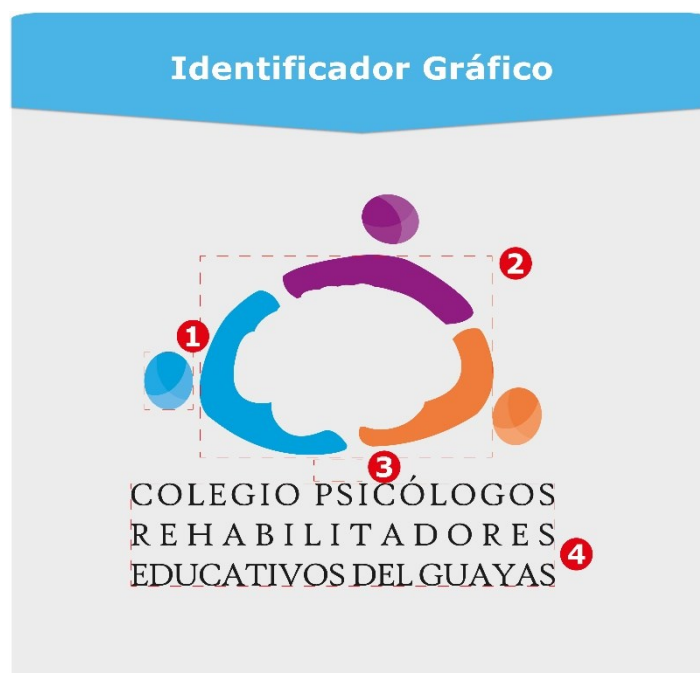 Identificador Gráfico
2
1
3
COLEGIO PSICÓLOGOS
REHABILITADORES
EDUCATIVOS DEL GUAYAS
4